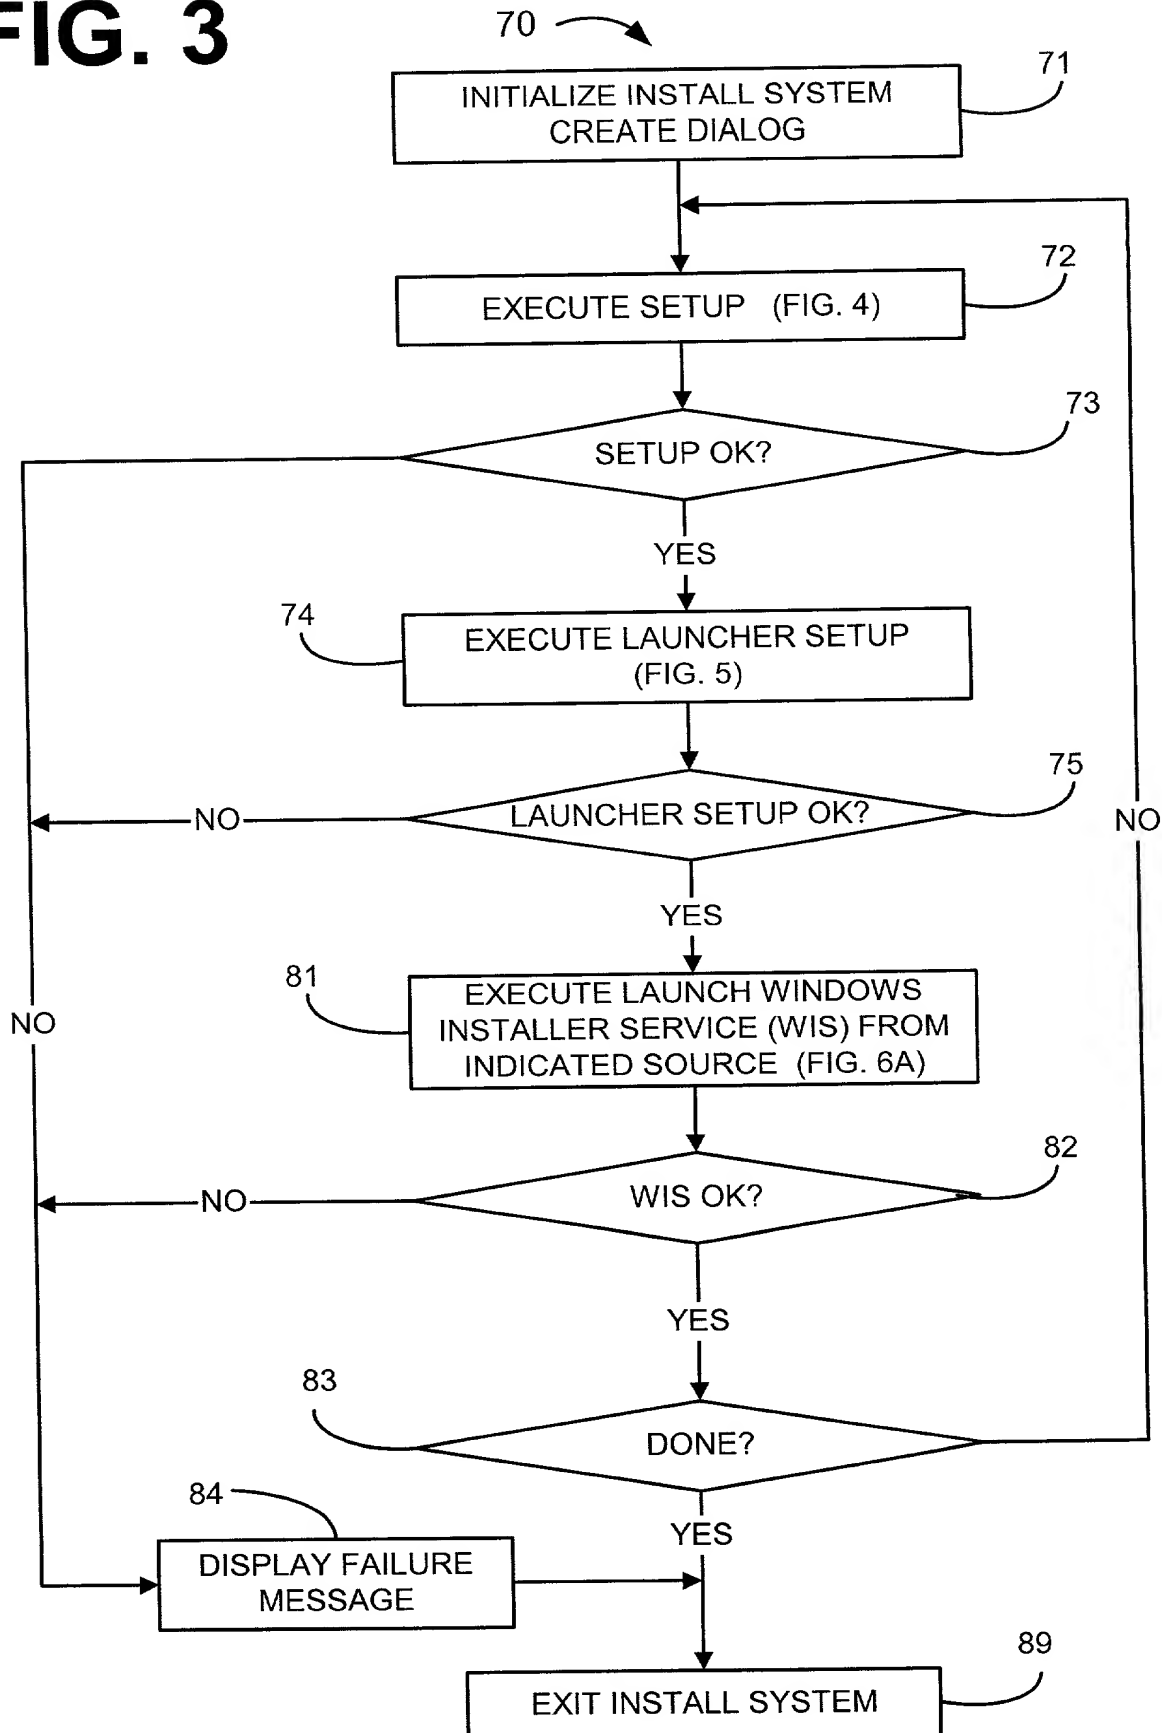 FIG. 3
70
71
INITIALIZE INSTALL SYSTEM
CREATE DIALOG
72
EXECUTE SETUP (FIG. 4)
73
SETUP OK?
YES
74
EXECUTE LAUNCHER SETUP
(FIG. 5)
75
LAUNCHER SETUP OK?
NO
NO
YES
81
EXECUTE LAUNCH WINDOWS
INSTALLER SERVICE (WIS) FROM
INDICATED SOURCE (FIG. 6A)
NO
82
WIS OK?
NO
YES
83
DONE?
84
YES
DISPLAY FAILURE
MESSAGE
89
EXIT INSTALL SYSTEM